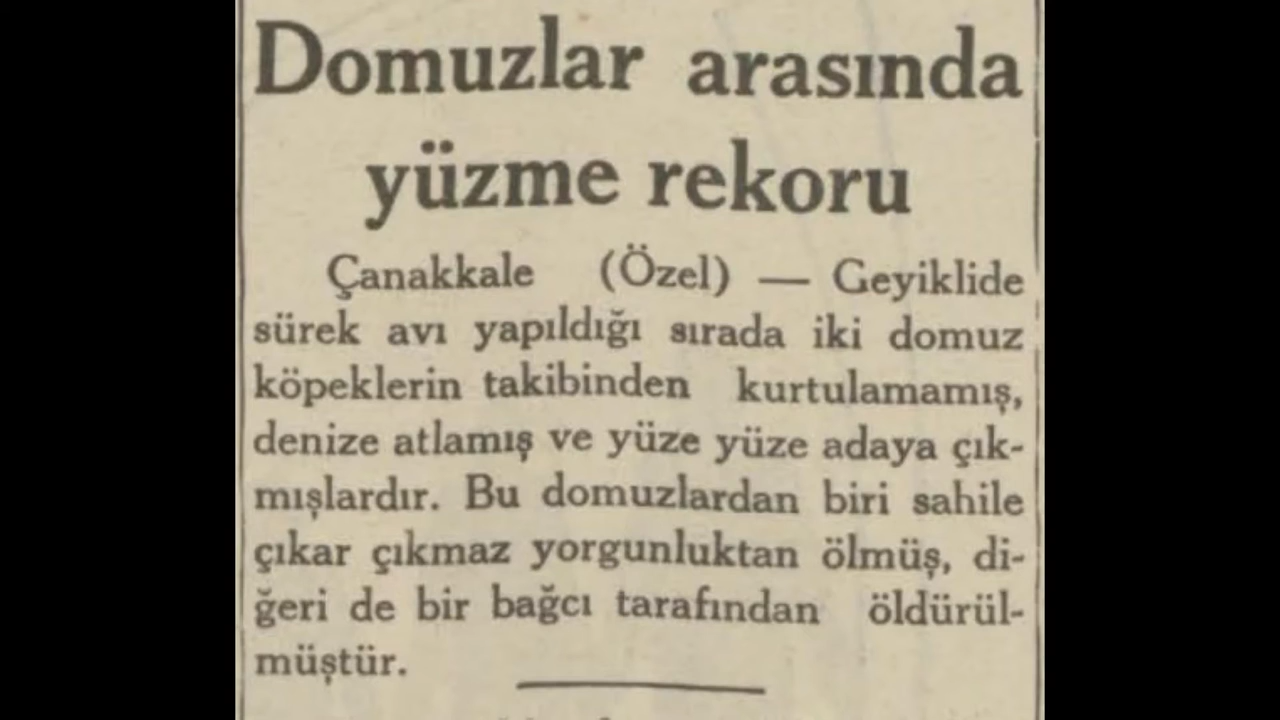 Domuzlar arasında
yüzme rekoru
Çanakkale (Özel) — Geyiklide
sürek avı yapıldığı sırada iki domuz
köpeklerin takibinden kurtulamamış,
denize atlamış ve yüze yüze adaya çık-
mışlardır. Bu domuzlardan biri sahile
çıkar çıkmaz yorgunluktan ölmüş, di-
ğeri de bir bağcı tarafından öldürül-
müştür.